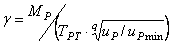 γ = M_P / (T_PT · ᵠ√(u_P / u_Pmin))